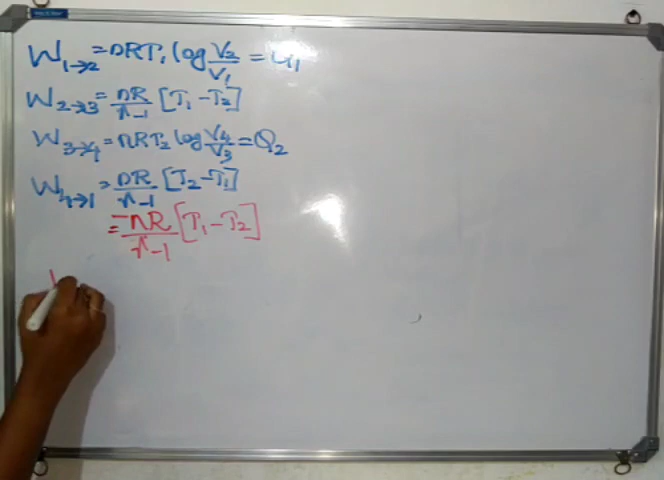 W₁→₂ = nRT₁ log V₂/V₁ = Q₁
W₂→₃ = nR/γ-1 [T₁ - T₂]
W₃→₄ = nRT₂ log V₄/V₃ = Q₂
W₄→₁ = nR/γ-1 [T₂ - T₁]
= -nR/γ-1 [T₁ - T₂]